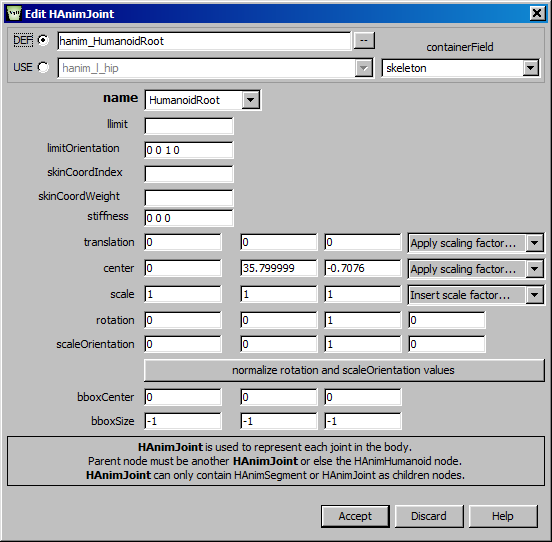 Edit HAnimJoint
DEF hanim_HumanoidRoot --
containerField
USE hanim_l_hip skeleton
name HumanoidRoot
llimit
limitOrientation 0 0 1 0
skinCoordIndex
skinCoordWeight
stiffness 0 0 0
translation 0 0 0 Apply scaling factor...
center 0 35.799999 -0.7076 Apply scaling factor...
scale 1 1 1 Insert scale factor...
rotation 0 0 1 0
scaleOrientation 0 0 1 0
normalize rotation and scaleOrientation values
bboxCenter 0 0 0
bboxSize -1 -1 -1
HAnimJoint is used to represent each joint in the body.
Parent node must be another HAnimJoint or else the HAnimHumanoid node.
HAnimJoint can only contain HAnimSegment or HAnimJoint as children nodes.
Accept Discard Help